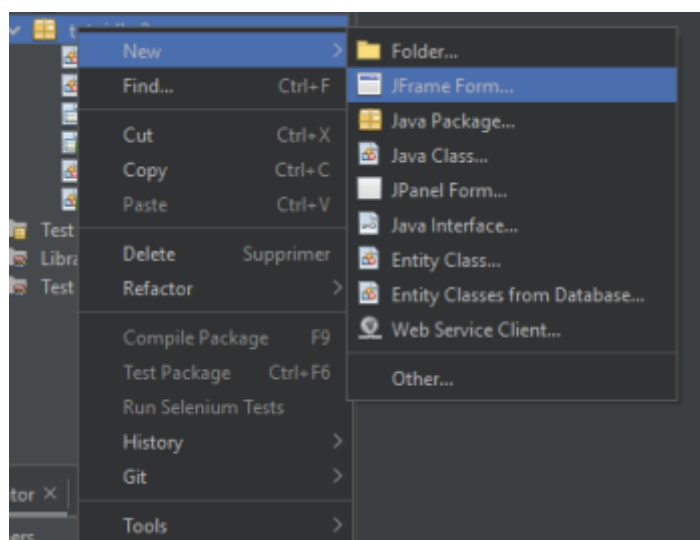 New
Find... Ctrl+F
Cut Ctrl+X
Copy Ctrl+C
Paste Ctrl+V
Delete Supprimer
Refactor
Compile Package F9
Test Package Ctrl+F6
Run Selenium Tests
History
Git
Tools
Folder...
JFrame Form...
Java Package...
Java Class...
JPanel Form...
Java Interface...
Entity Class...
Entity Classes from Database...
Web Service Client...
Other...
Test
Test